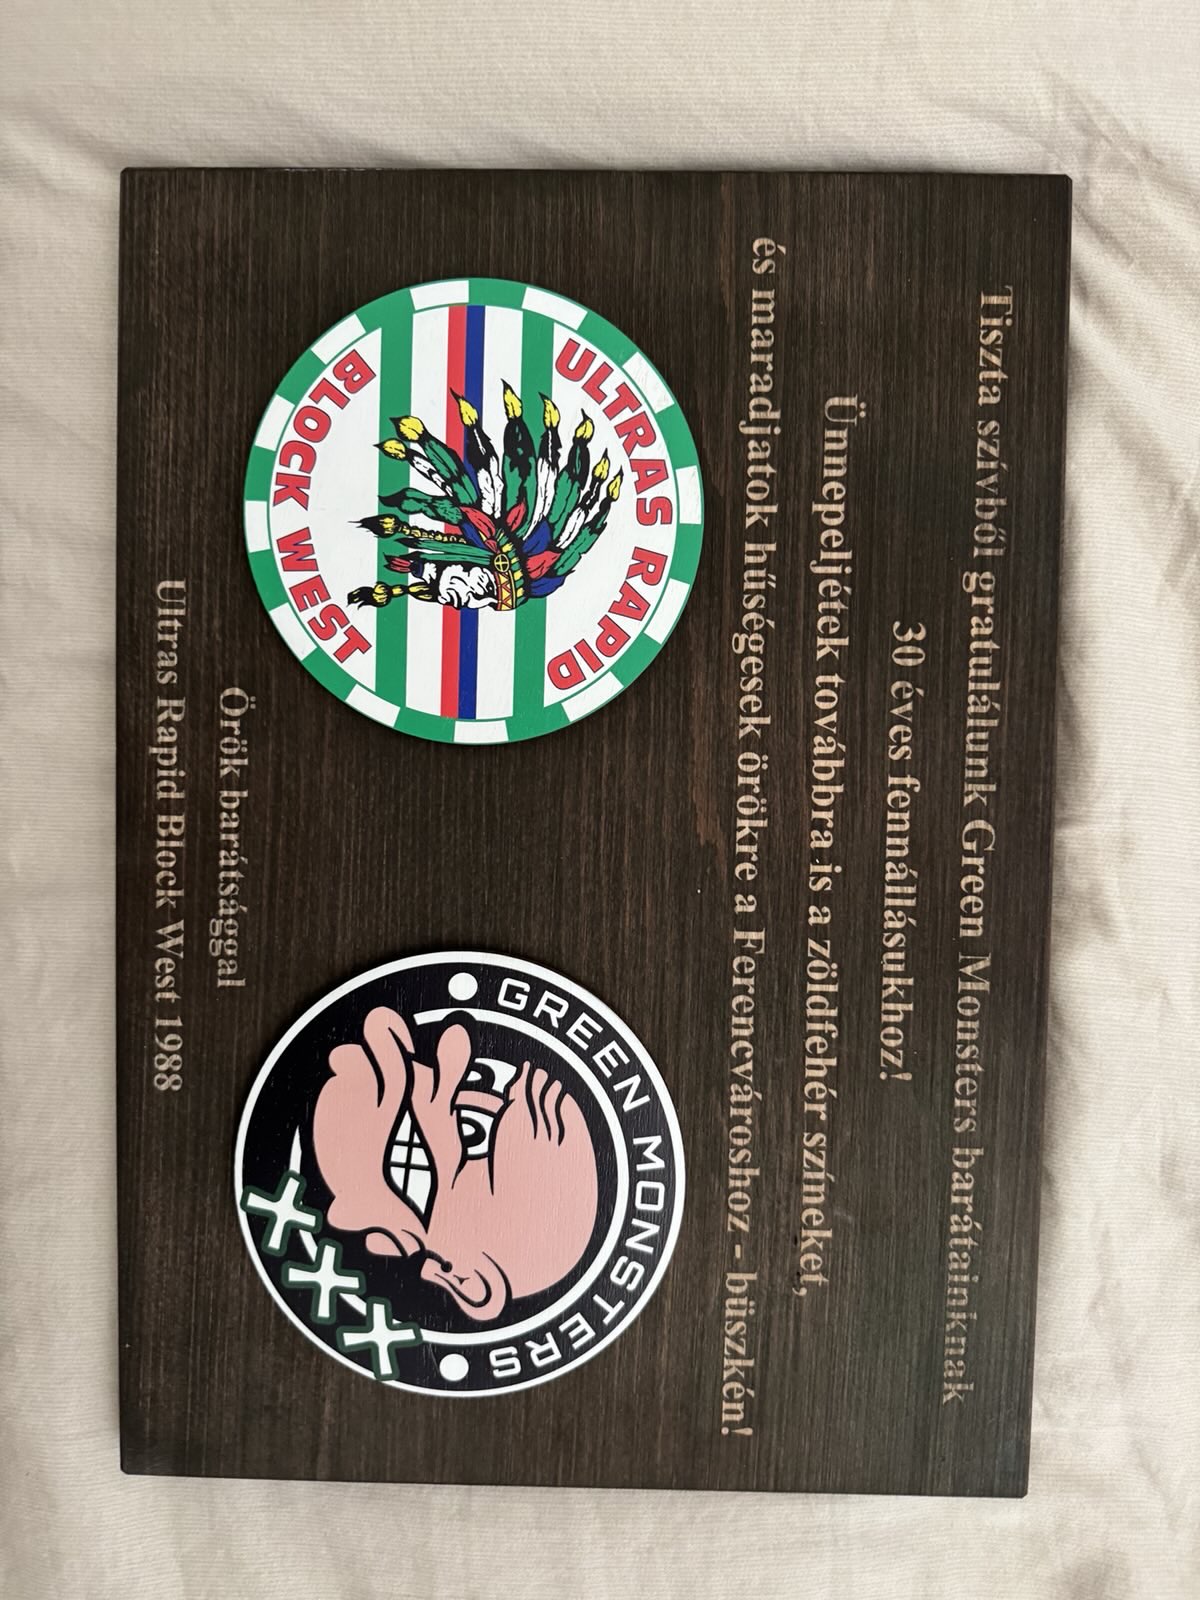 Tiszta szívből gratulálunk Green Monsters barátainknak
30 éves fennállásukhoz!
Ünnepeljétek továbbra is a zöldfehér színeket,
és maradjatok hűségesek örökre a Ferencvároshoz - büszkén!
ULTRAS RAPID
BLOCK WEST
GREEN MONSTERS
Örök barátsággal
Ultras Rapid Block West 1988